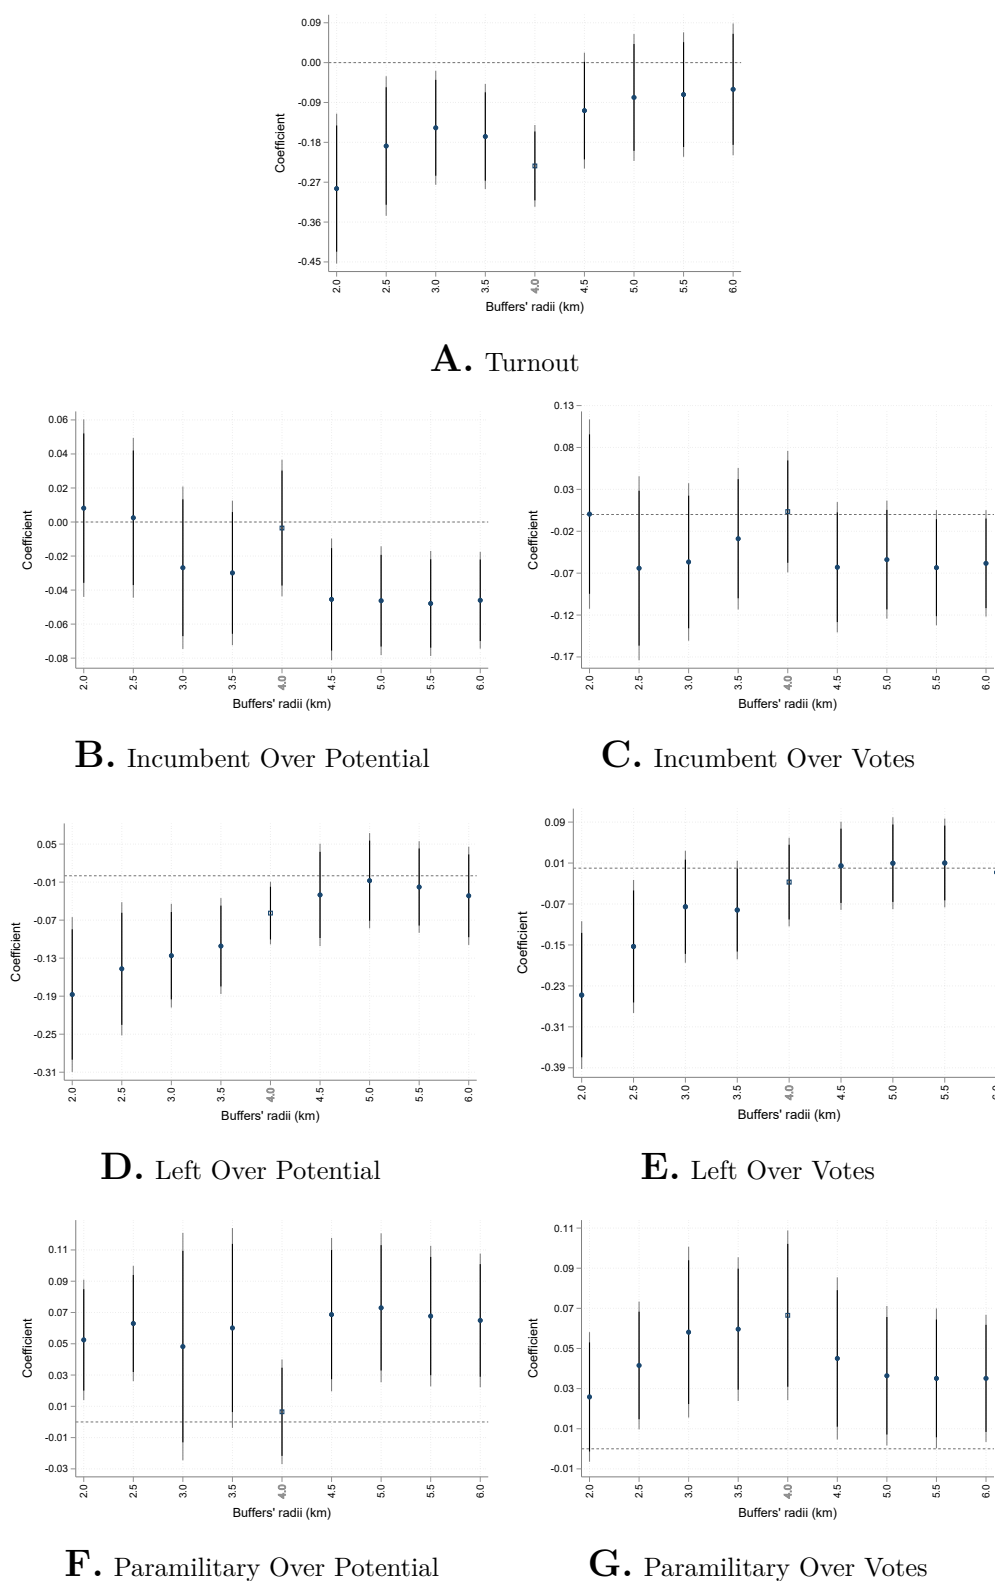 0.09
0.00
-0.09
-0.18
-0.27
-0.36
-0.45
Coefficient
2.0 2.5 3.0 3.5 4.0 4.5 5.0 5.5 6.0
Buffers' radii (km)
A. Turnout
0.06
0.04
0.02
0.00
-0.02
-0.04
-0.06
-0.08
Coefficient
2.0 2.5 3.0 3.5 4.0 4.5 5.0 5.5 6.0
Buffers' radii (km)
B. Incumbent Over Potential
0.13
0.08
0.03
-0.02
-0.07
-0.12
-0.17
Coefficient
2.0 2.5 3.0 3.5 4.0 4.5 5.0 5.5 6.0
Buffers' radii (km)
C. Incumbent Over Votes
0.05
-0.01
-0.07
-0.13
-0.19
-0.25
-0.31
Coefficient
2.0 2.5 3.0 3.5 4.0 4.5 5.0 5.5 6.0
Buffers' radii (km)
D. Left Over Potential
0.09
0.01
-0.07
-0.15
-0.23
-0.31
-0.39
Coefficient
2.0 2.5 3.0 3.5 4.0 4.5 5.0 5.5
Buffers' radii (km)
E. Left Over Votes
0.11
0.09
0.07
0.05
0.03
0.01
-0.01
-0.03
Coefficient
2.0 2.5 3.0 3.5 4.0 4.5 5.0 5.5 6.0
Buffers' radii (km)
F. Paramilitary Over Potential
0.11
0.09
0.07
0.05
0.03
0.01
-0.01
Coefficient
2.0 2.5 3.0 3.5 4.0 4.5 5.0 5.5 6.0
Buffers' radii (km)
G. Paramilitary Over Votes